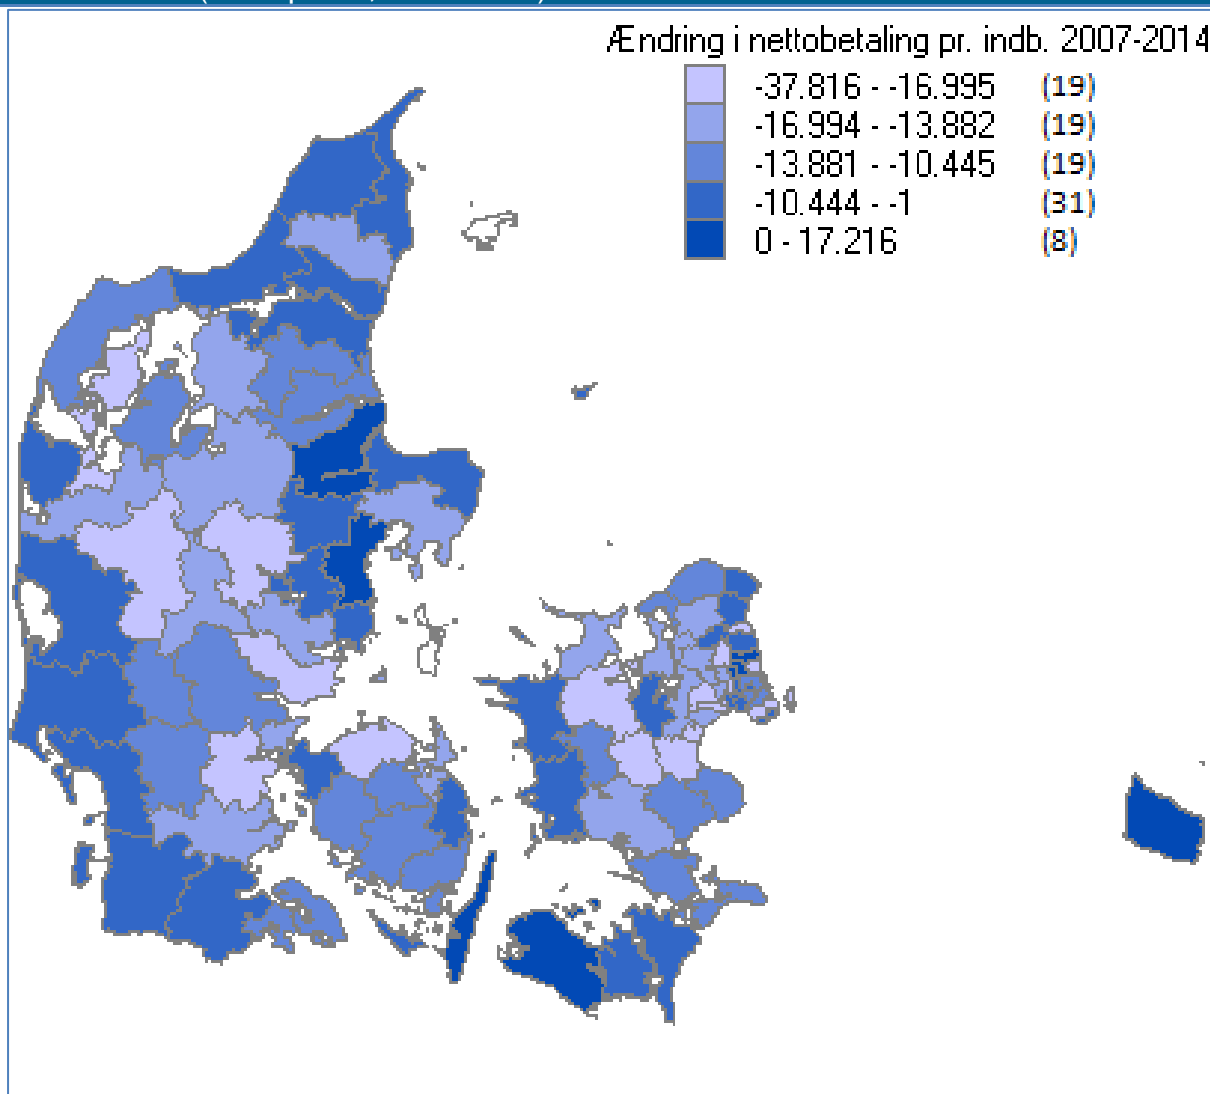 Ændring i nettobetaling pr. indb. 2007-2014
-37.816 - -16.995 (19)
-16.994 - -13.882 (19)
-13.881 - -10.445 (19)
-10.444 - -1 (31)
0 - 17.216 (8)